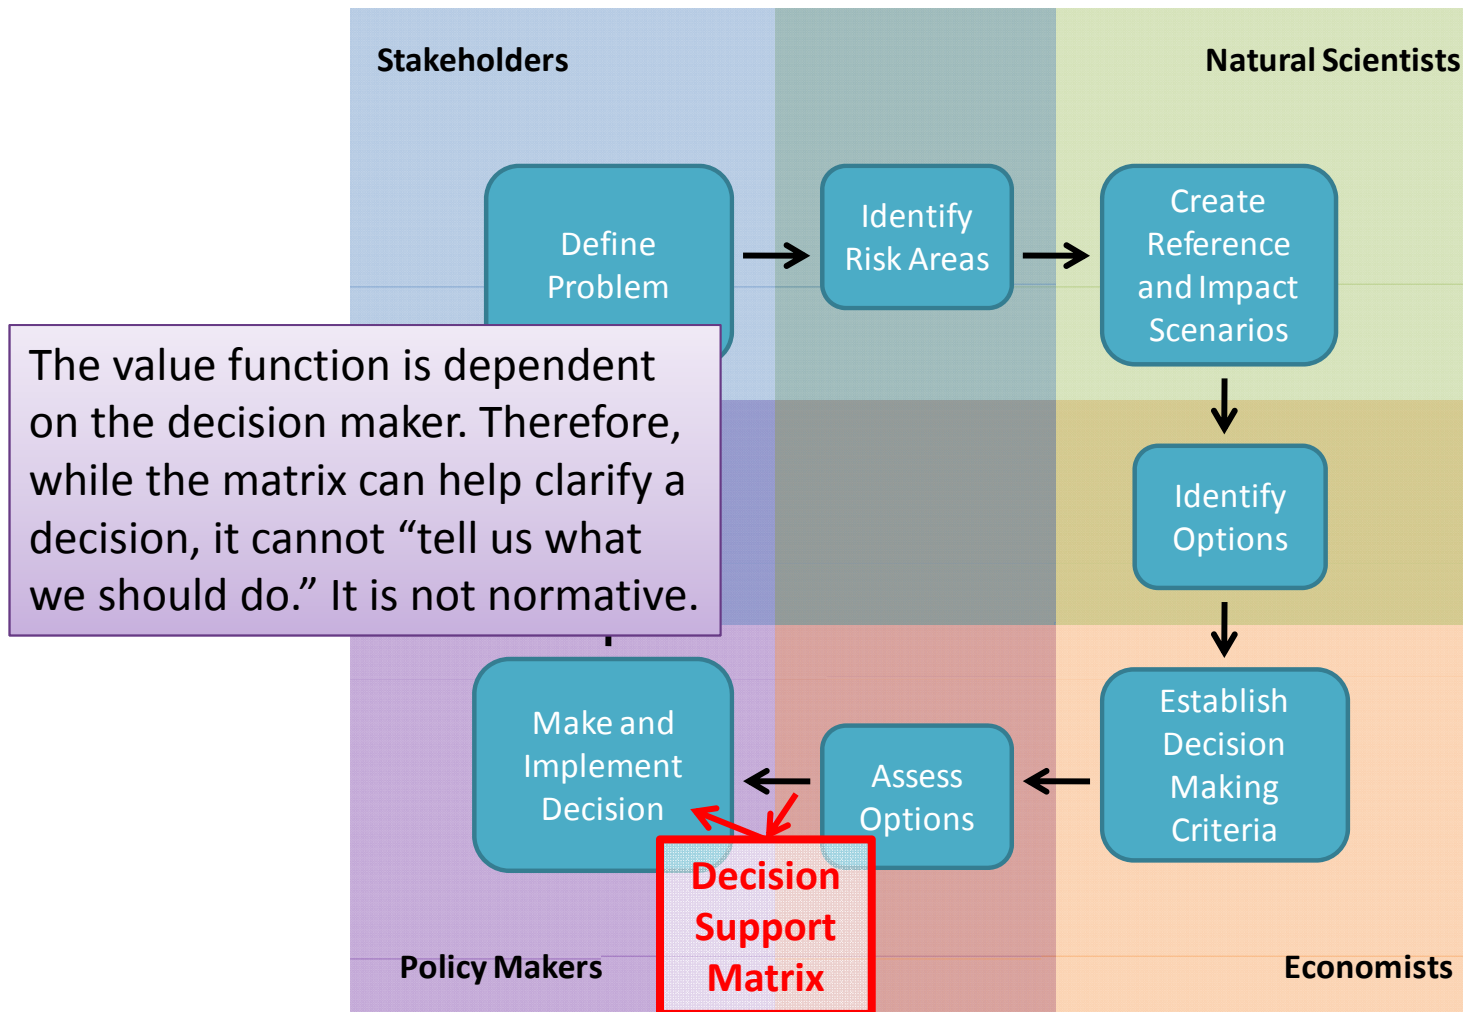 Stakeholders
Natural Scientists
Define
Problem
Identify
Risk Areas
Create
Reference
and Impact
Scenarios
The value function is dependent
on the decision maker. Therefore,
while the matrix can help clarify a
decision, it cannot “tell us what
we should do.” It is not normative.
Identify
Options
Establish
Decision
Making
Criteria
Assess
Options
Make and
Implement
Decision
Decision
Support
Matrix
Policy Makers
Economists